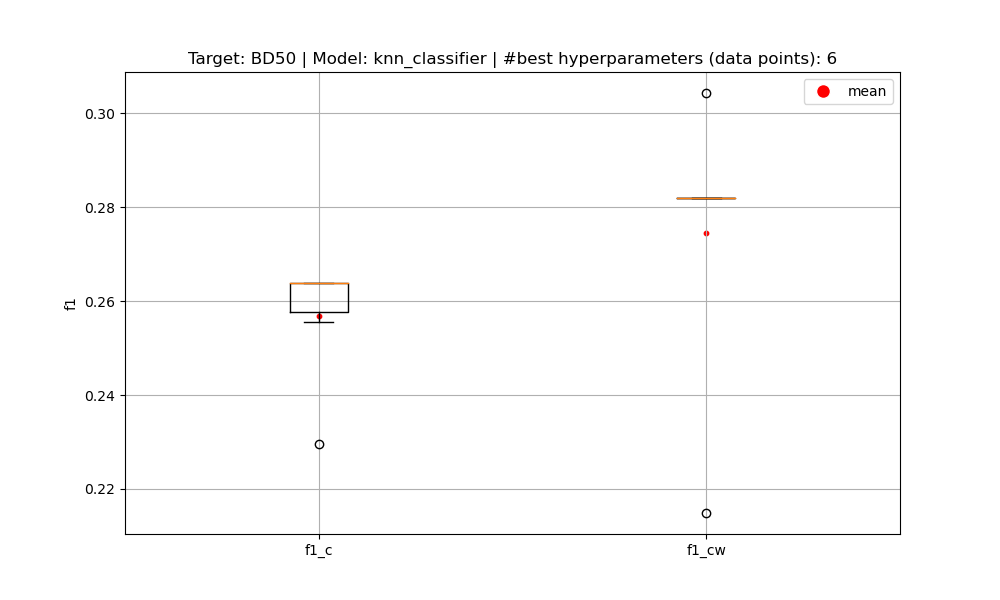 Target: BD50 | Model: knn_classifier | #best hyperparameters (data points): 6
mean
0.30
0.28
0.26
0.24
0.22
f1
f1_c
f1_cw